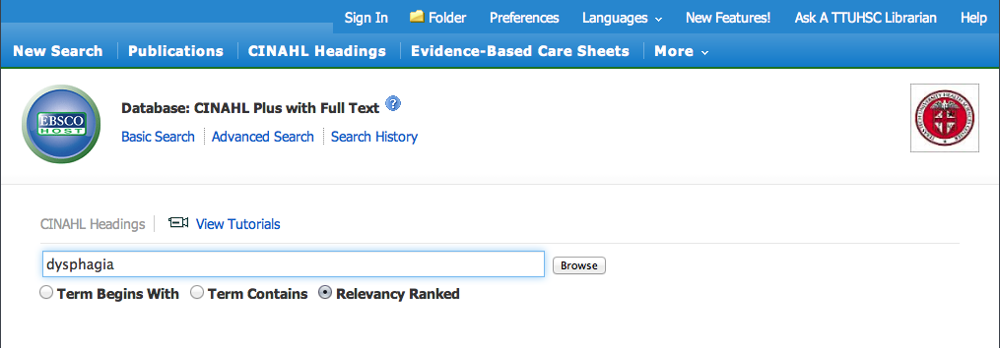 Sign In Folder Preferences Languages New Features! Ask A TTUHSC Librarian Help
New Search Publications CINAHL Headings Evidence-Based Care Sheets More
EBSCO
HOST
Database: CINAHL Plus with Full Text ?
Basic Search Advanced Search Search History
CINAHL Headings View Tutorials
dysphagia Browse
Term Begins With Term Contains Relevancy Ranked